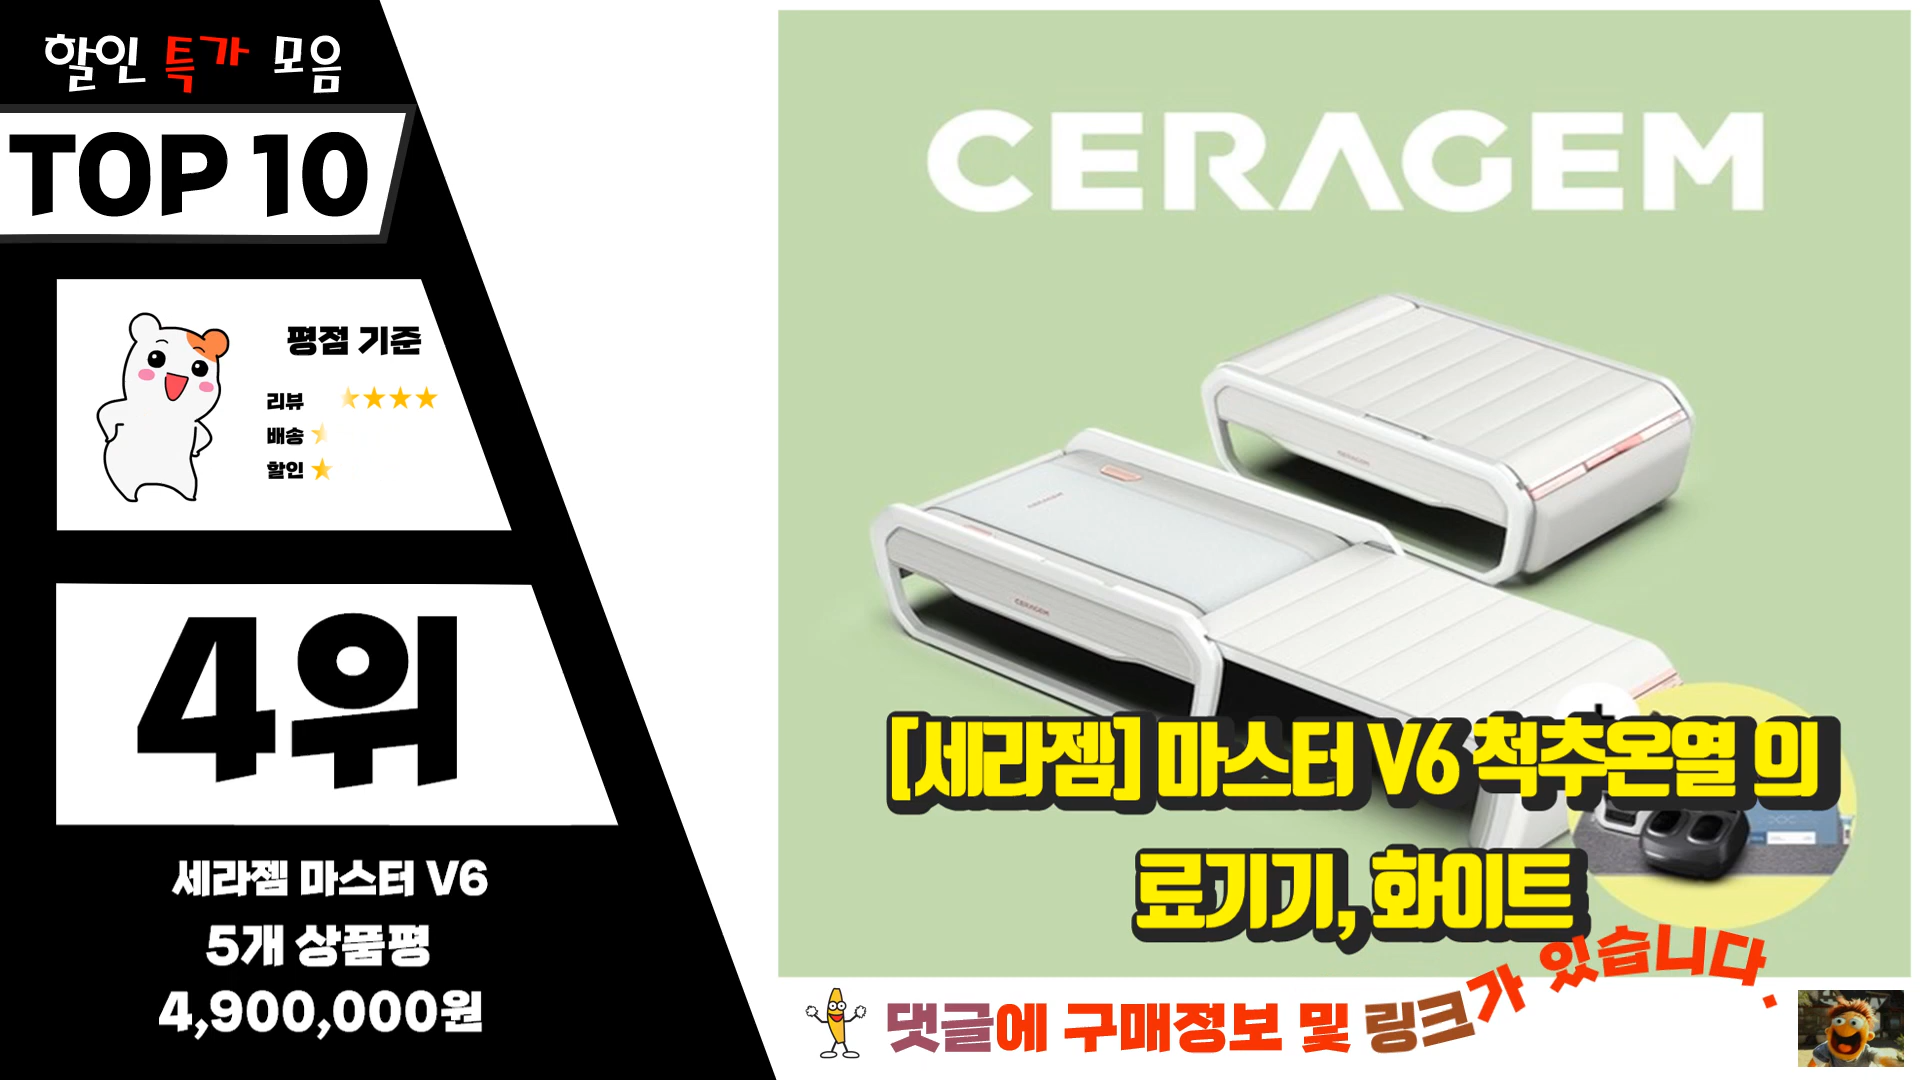 할인 특가 모음
TOP 10
평점 기준
리뷰
배송
할인
4위
세라젬 마스터 V6
5개 상품평
4,900,000원
CERAGEM
CERAGEM
CERAGEM
CERAGEM
[세라젬] 마스터 V6 척추온열 의
료기기, 화이트
댓글에 구매정보 및 링크가 있습니다.